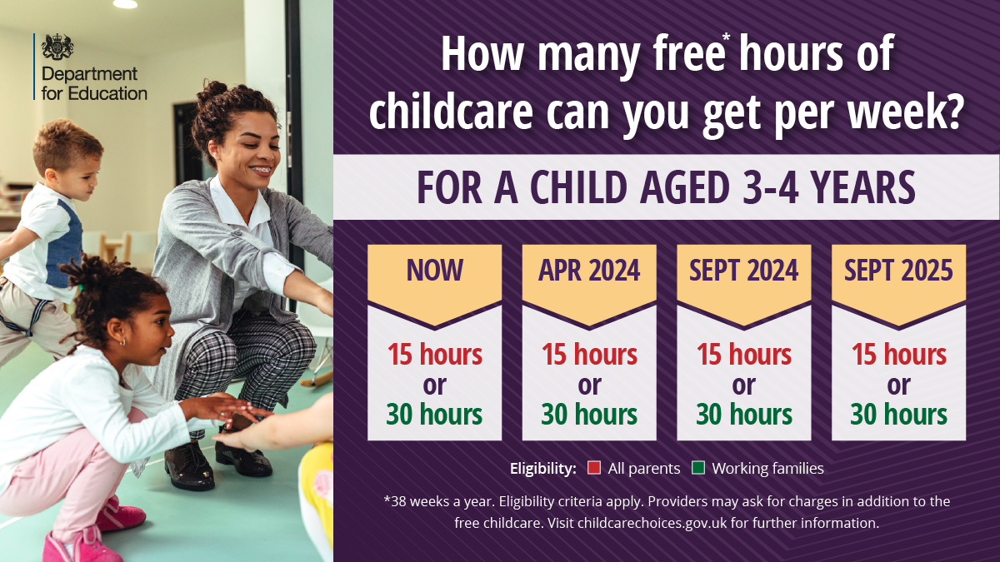 Department
for Education
How many free* hours of
childcare can you get per week?
FOR A CHILD AGED 3-4 YEARS
NOW
15 hours
or
30 hours
APR 2024
15 hours
or
30 hours
SEPT 2024
15 hours
or
30 hours
SEPT 2025
15 hours
or
30 hours
Eligibility: All parents Working families
*38 weeks a year. Eligibility criteria apply. Providers may ask for charges in addition to the
free childcare. Visit childcarechoices.gov.uk for further information.